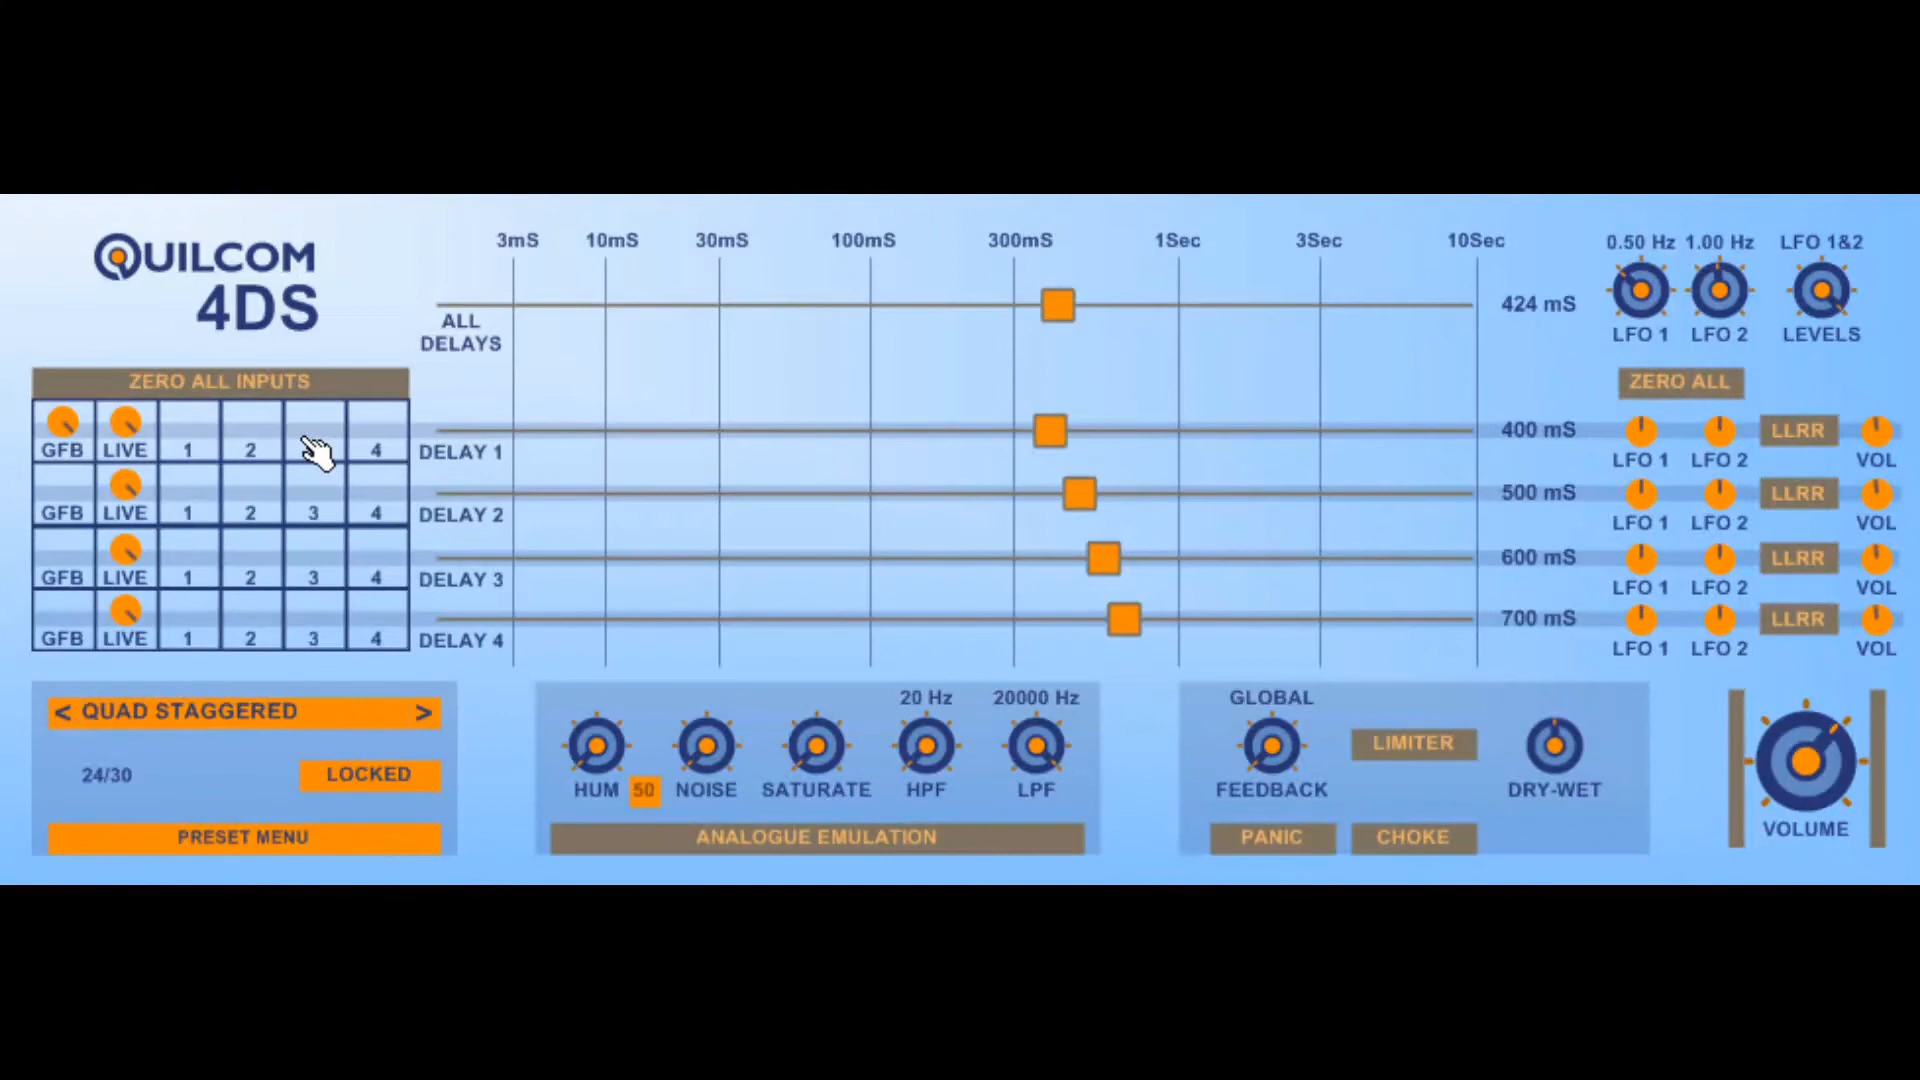 QUILCOM
4DS
3mS 10mS 30mS 100mS 300mS 1Sec 3Sec 10Sec
0.50 Hz 1.00 Hz LFO 1&2
ALL
DELAYS
424 mS
LFO 1 LFO 2 LEVELS
ZERO ALL INPUTS
ZERO ALL
GFB LIVE 1 2 4 DELAY 1 400 mS LLRR
LFO 1 LFO 2 VOL
GFB LIVE 1 2 3 4 DELAY 2 500 mS LLRR
LFO 1 LFO 2 VOL
GFB LIVE 1 2 3 4 DELAY 3 600 mS LLRR
LFO 1 LFO 2 VOL
GFB LIVE 1 2 3 4 DELAY 4 700 mS LLRR
LFO 1 LFO 2 VOL
< QUAD STAGGERED >
24/30 LOCKED
PRESET MENU
20 Hz 20000 Hz
HUM 50 NOISE SATURATE HPF LPF
ANALOGUE EMULATION
GLOBAL
LIMITER
FEEDBACK DRY-WET
PANIC CHOKE
VOLUME